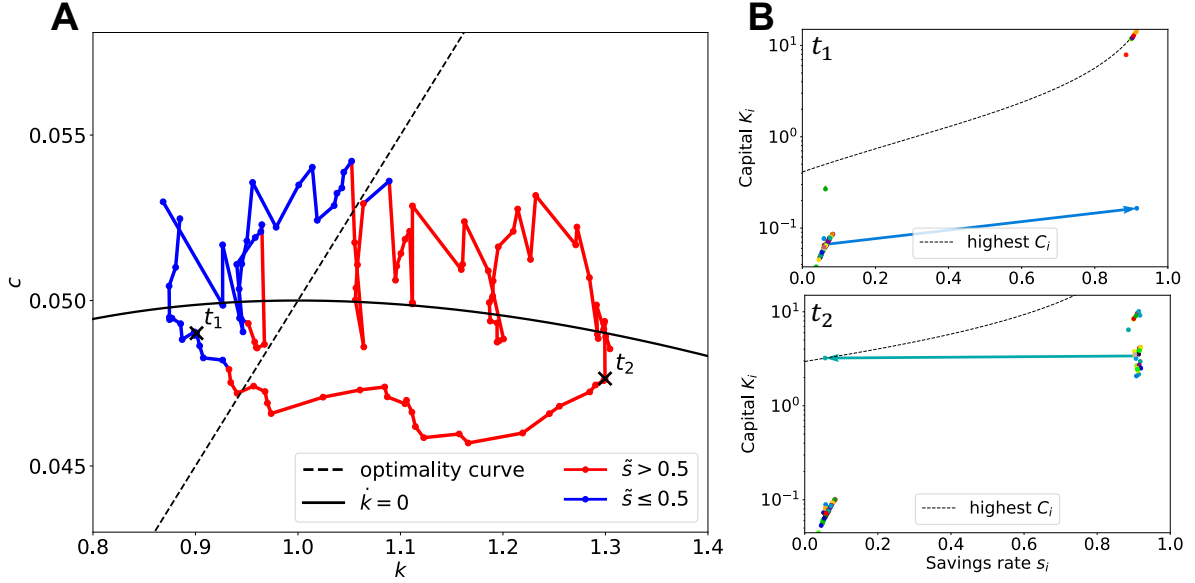 A
c
0.055
0.050
0.045
t₁
t₂
optimality curve
k̇ = 0
s̃ > 0.5
s̃ ≤ 0.5
0.8 0.9 1.0 1.1 1.2 1.3 1.4
k
B
t₁
Capital Kᵢ
10¹
10⁰
10⁻¹
highest Cᵢ
0.0 0.2 0.4 0.6 0.8 1.0
t₂
Capital Kᵢ
10¹
10⁰
10⁻¹
highest Cᵢ
0.0 0.2 0.4 0.6 0.8 1.0
Savings rate sᵢ